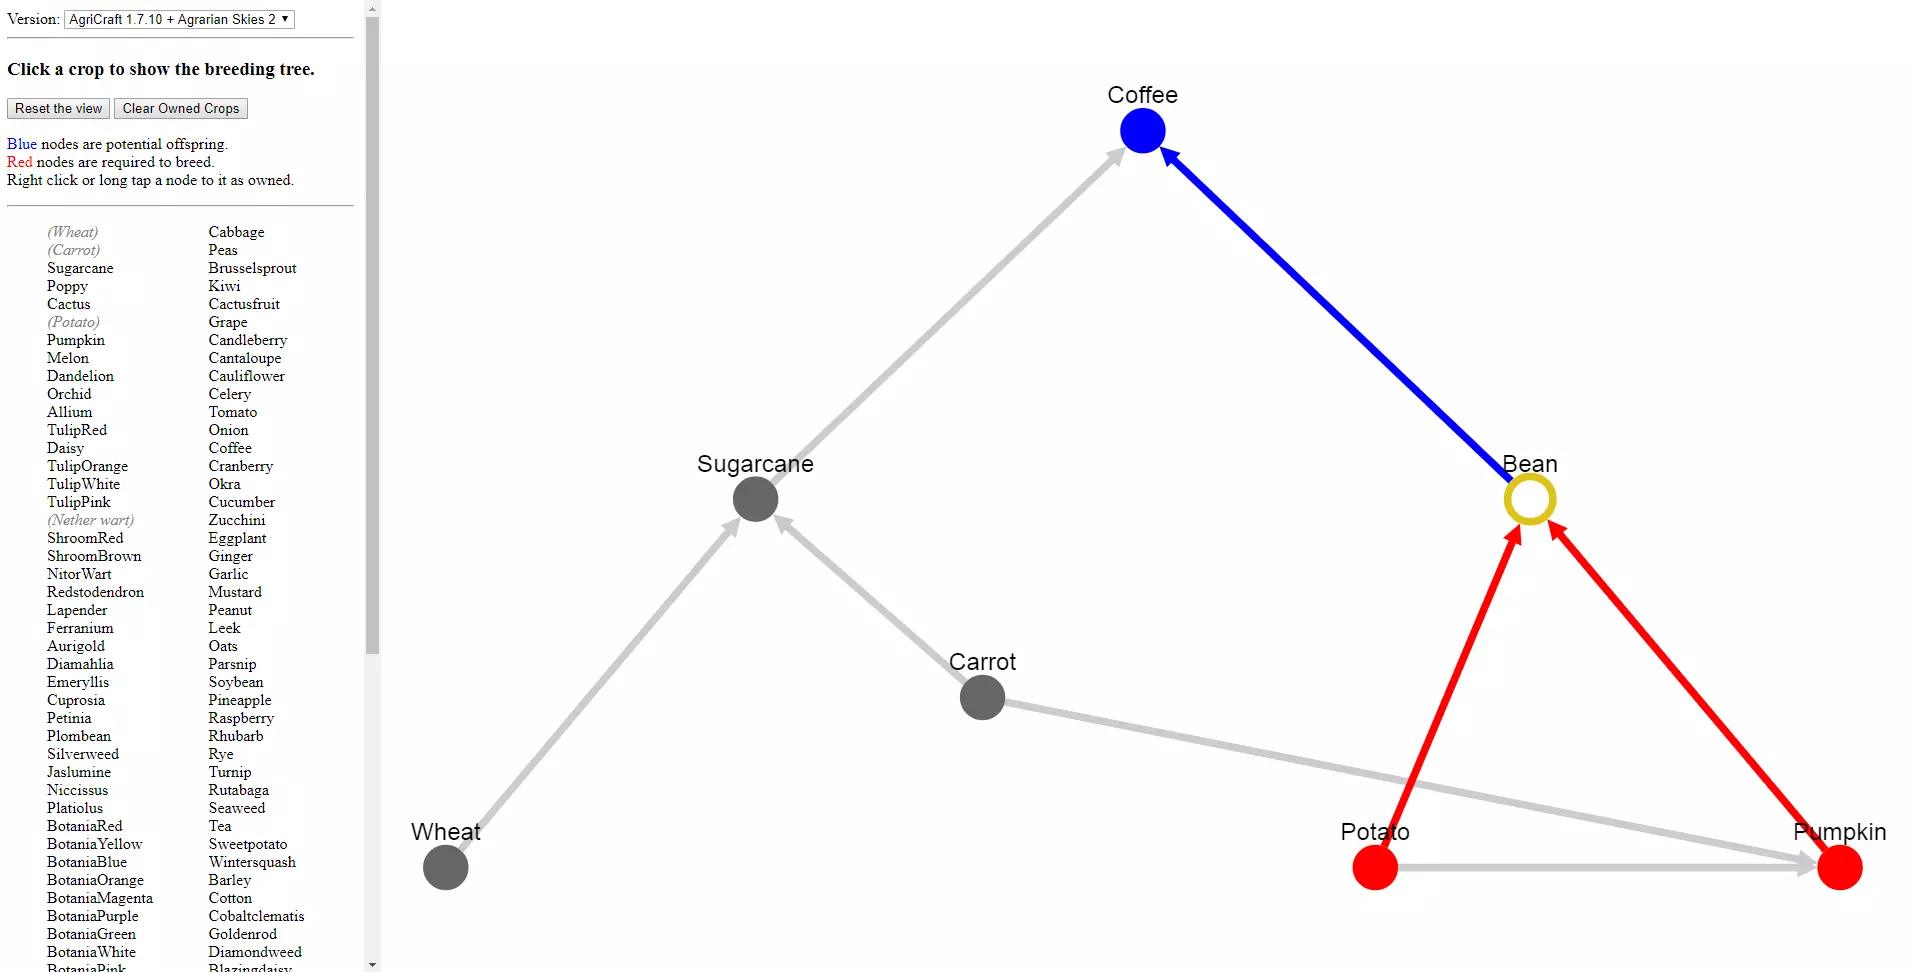 Version: AgriCraft 1.7.10 + Agrarian Skies 2
Click a crop to show the breeding tree.
Reset the view Clear Owned Crops
Blue nodes are potential offspring.
Red nodes are required to breed.
Right click or long tap a node to it as owned.
(Wheat)
(Carrot)
Sugarcane
Poppy
Cactus
(Potato)
Pumpkin
Melon
Dandelion
Orchid
Allium
TulipRed
Daisy
TulipOrange
TulipWhite
TulipPink
(Nether wart)
ShroomRed
ShroomBrown
NitorWart
Redstodendron
Lapender
Ferranium
Aurigold
Diamahlia
Emeryllis
Cuprosia
Petinia
Plombean
Silverweed
Jaslumine
Niccissus
Platiolus
BotaniaRed
BotaniaYellow
BotaniaBlue
BotaniaOrange
BotaniaMagenta
BotaniaPurple
BotaniaGreen
BotaniaWhite
BotaniaPink
Cabbage
Peas
Brusselsprout
Kiwi
Cactusfruit
Grape
Candleberry
Cantaloupe
Cauliflower
Celery
Tomato
Onion
Coffee
Cranberry
Okra
Cucumber
Zucchini
Eggplant
Ginger
Garlic
Mustard
Peanut
Leek
Oats
Parsnip
Soybean
Pineapple
Raspberry
Rhubarb
Rye
Turnip
Rutabaga
Seaweed
Tea
Sweetpotato
Wintersquash
Barley
Cotton
Cobaltclematis
Goldenrod
Diamondweed
Blazingdaisy
Coffee
Sugarcane
Bean
Carrot
Wheat
Potato
Pumpkin